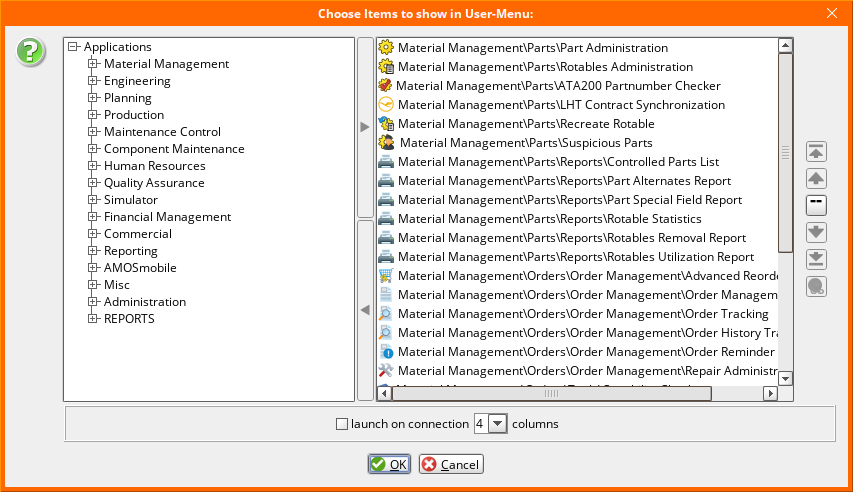 Choose Items to show in User-Menu:
Applications
Material Management
Engineering
Planning
Production
Maintenance Control
Component Maintenance
Human Resources
Quality Assurance
Simulator
Financial Management
Commercial
Reporting
AMOSmobile
Misc
Administration
REPORTS
Material Management\Parts\Part Administration
Material Management\Parts\Rotables Administration
Material Management\Parts\ATA200 Partnumber Checker
Material Management\Parts\LHT Contract Synchronization
Material Management\Parts\Recreate Rotable
Material Management\Parts\Suspicious Parts
Material Management\Parts\Reports\Controlled Parts List
Material Management\Parts\Reports\Part Alternates Report
Material Management\Parts\Reports\Part Special Field Report
Material Management\Parts\Reports\Rotable Statistics
Material Management\Parts\Reports\Rotables Removal Report
Material Management\Parts\Reports\Rotables Utilization Report
Material Management\Orders\Order Management\Advanced Reorde
Material Management\Orders\Order Management\Order Managem
Material Management\Orders\Order Management\Order Tracking
Material Management\Orders\Order Management\Order History Tra
Material Management\Orders\Order Management\Order Reminder
Material Management\Orders\Order Management\Repair Administr
launch on connection 4 columns
OK Cancel